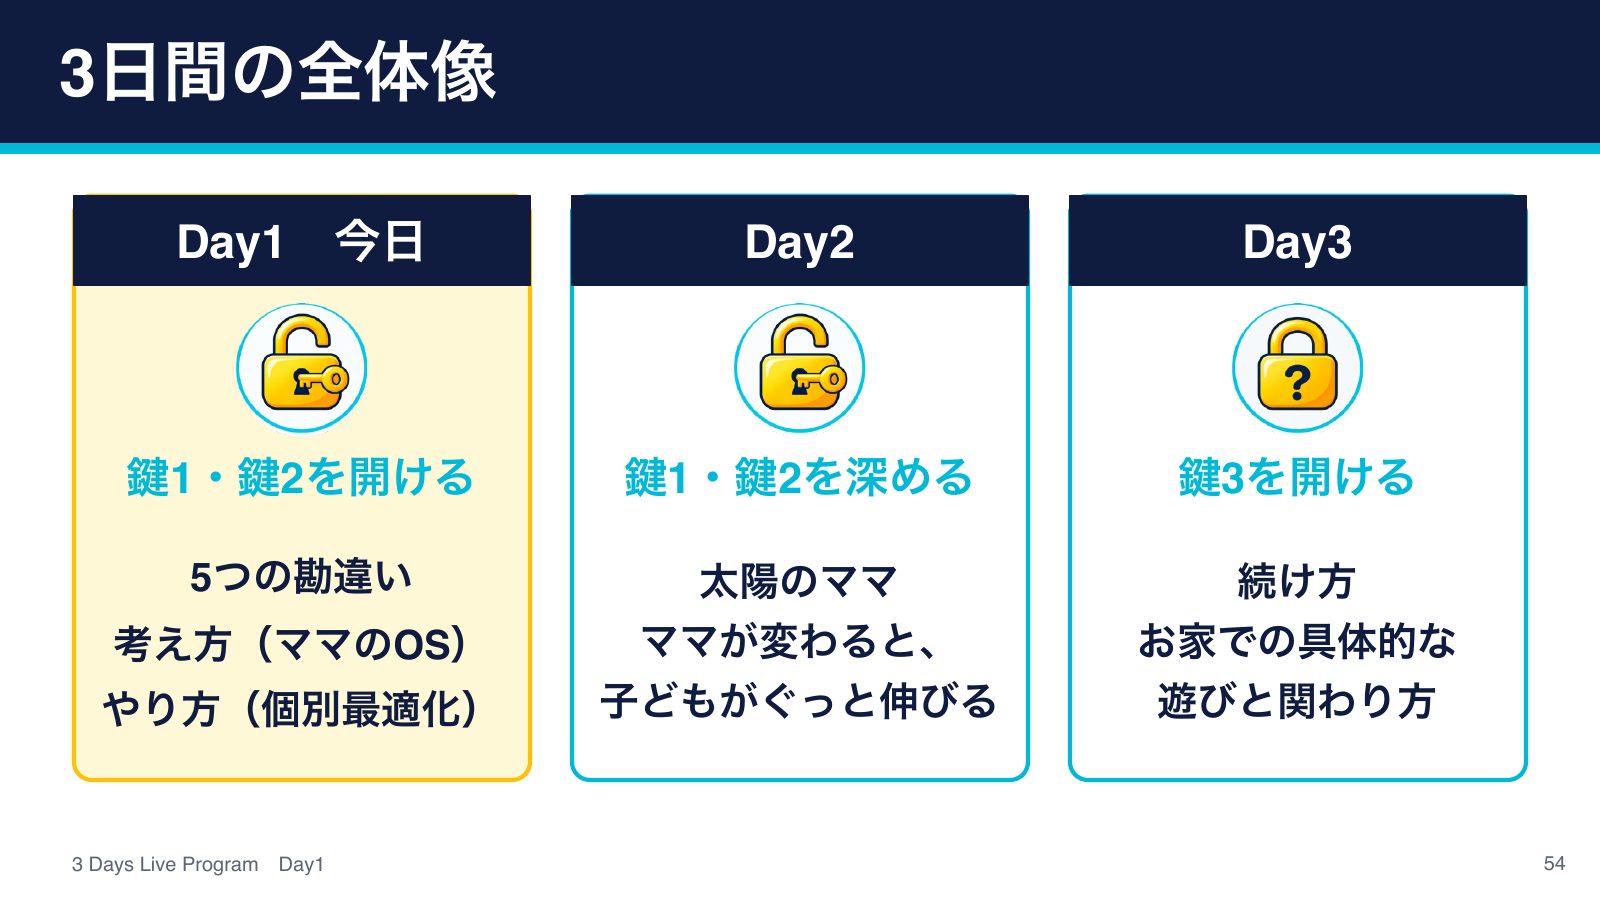 3日間の全体像
Day1　今日
鍵1・鍵2を開ける
5つの勘違い
考え方（ママのOS）
やり方（個別最適化）
Day2
鍵1・鍵2を深める
太陽のママ
ママが変わると、
子どもがぐっと伸びる
Day3
?
鍵3を開ける
続け方
お家での具体的な
遊びと関わり方
3 Days Live Program　Day1
54